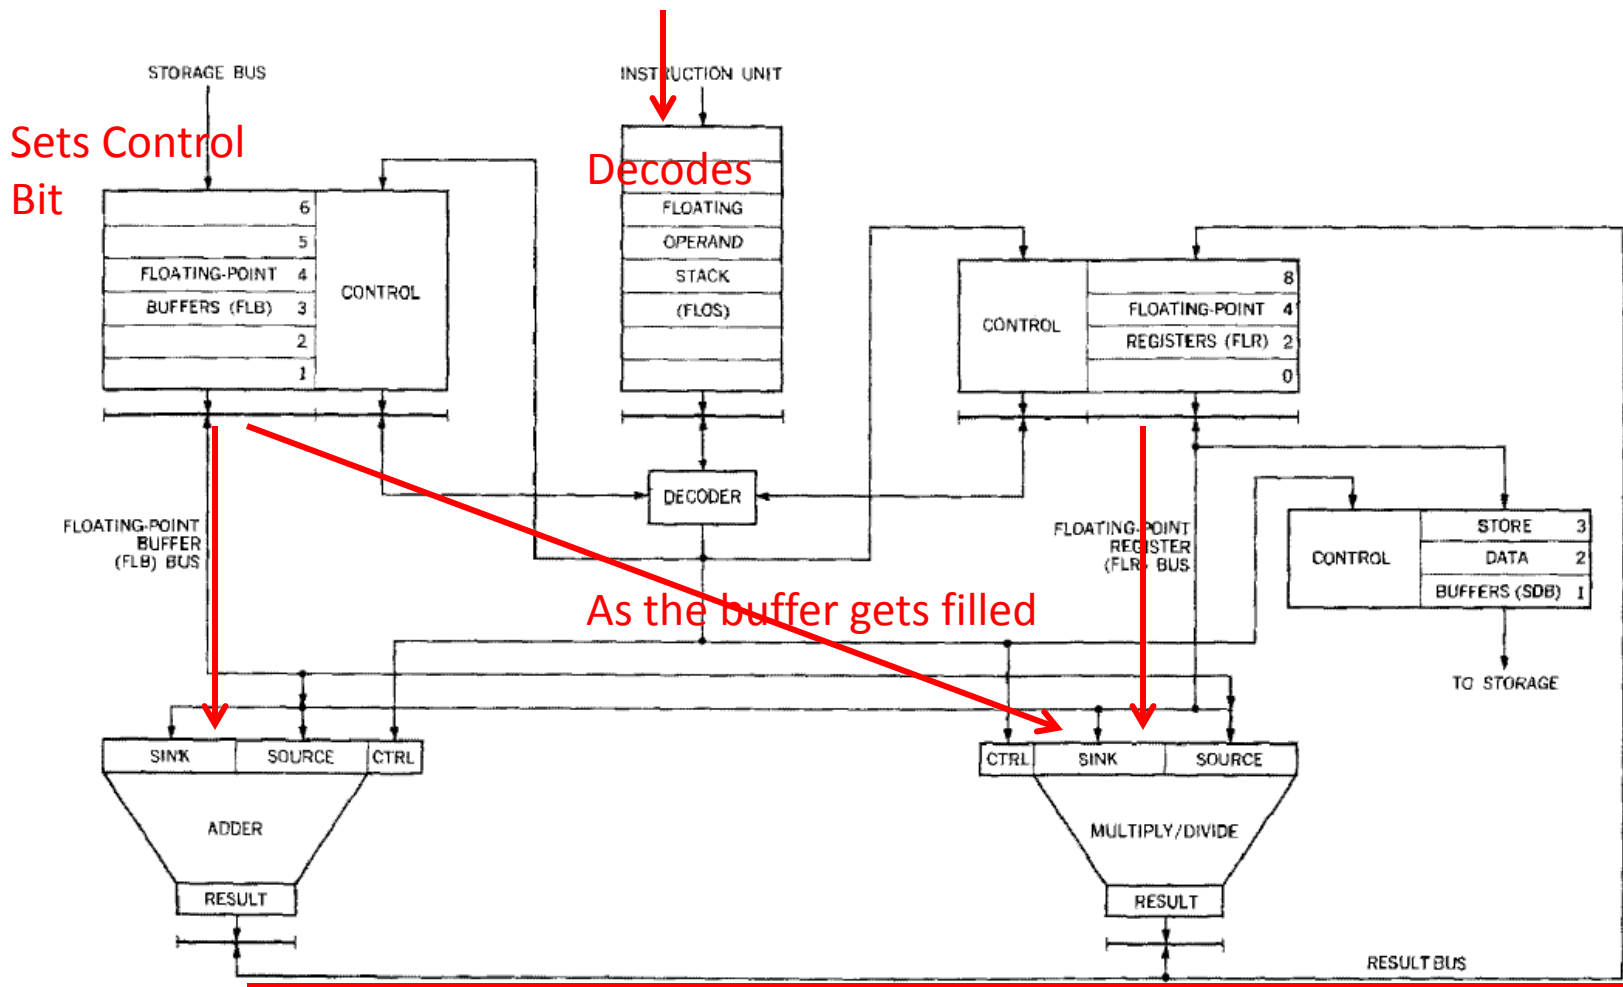 STORAGE BUS
INSTRUCTION UNIT
Sets Control
Bit
Decodes
6
5
FLOATING-POINT 4
BUFFERS (FLB) 3
2
1
CONTROL
FLOATING
OPERAND
STACK
(FLOS)
CONTROL
8
FLOATING-POINT 4
REGISTERS (FLR) 2
0
DECODER
FLOATING-POINT
BUFFER
(FLB) BUS
FLOATING-POINT
REGISTER
(FLR) BUS
CONTROL
STORE 3
DATA 2
BUFFERS (SDB) 1
As the buffer gets filled
TO STORAGE
SINK SOURCE CTRL
CTRL SINK SOURCE
ADDER
MULTIPLY/DIVIDE
RESULT
RESULT
RESULT BUS